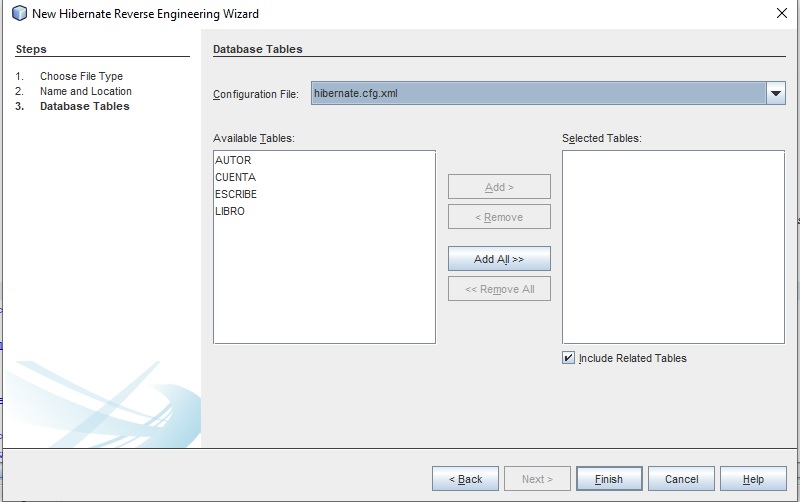 New Hibernate Reverse Engineering Wizard
Steps
1. Choose File Type
2. Name and Location
3. Database Tables
Database Tables
Configuration File: hibernate.cfg.xml
Available Tables:
AUTOR
CUENTA
ESCRIBE
LIBRO
Add >
< Remove
Add All >>
<< Remove All
Selected Tables:
Include Related Tables
< Back Next > Finish Cancel Help